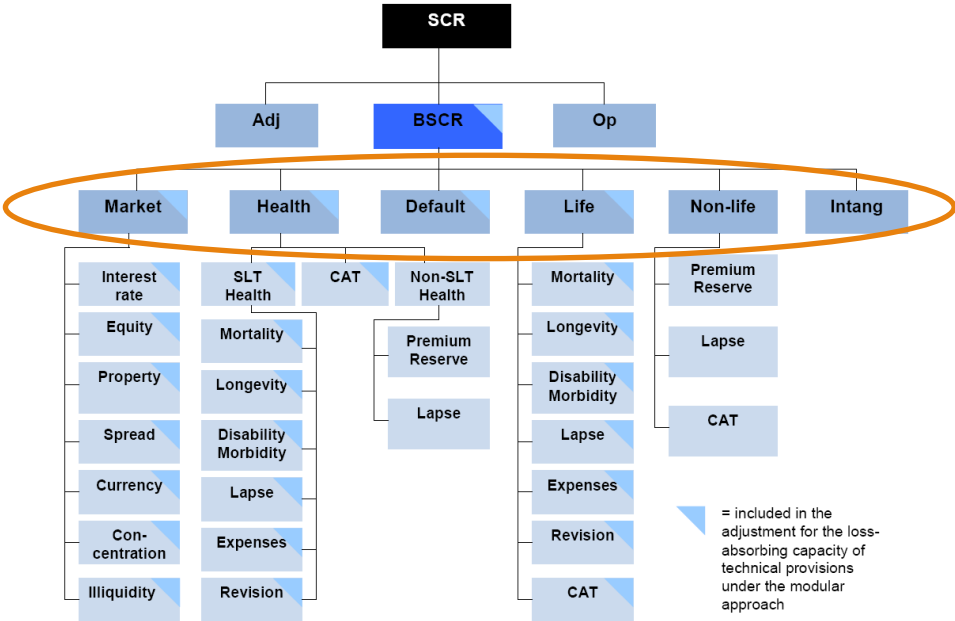 SCR
Adj
BSCR
Op
Market
Health
Default
Life
Non-life
Intang
Interest
rate
Equity
Property
Spread
Currency
Con-
centration
Illiquidity
SLT
Health
CAT
Non-SLT
Health
Mortality
Longevity
Disability
Morbidity
Lapse
Expenses
Revision
Premium
Reserve
Lapse
Mortality
Longevity
Disability
Morbidity
Lapse
Expenses
Revision
CAT
Premium
Reserve
Lapse
CAT
= included in the
adjustment for the loss-
absorbing capacity of
technical provisions
under the modular
approach